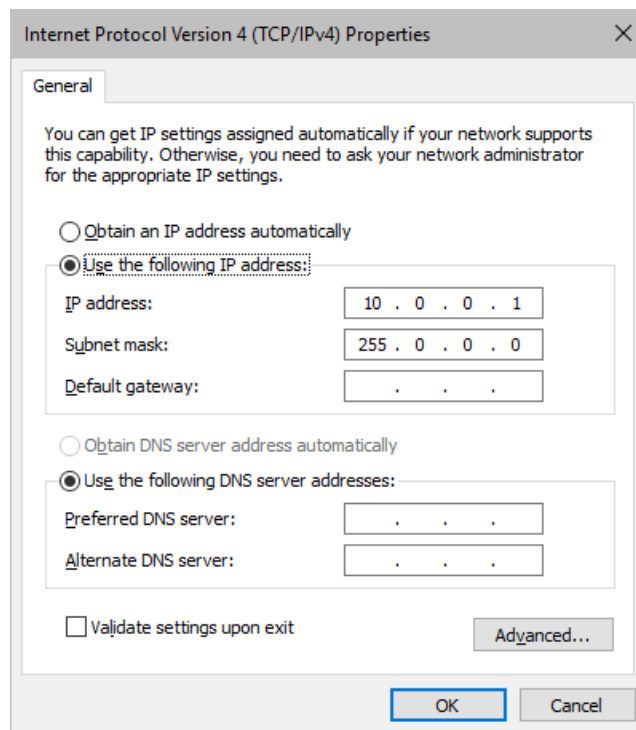 Internet Protocol Version 4 (TCP/IPv4) Properties
General
You can get IP settings assigned automatically if your network supports
this capability. Otherwise, you need to ask your network administrator
for the appropriate IP settings.
Obtain an IP address automatically
Use the following IP address:
IP address: 10 . 0 . 0 . 1
Subnet mask: 255 . 0 . 0 . 0
Default gateway: . . .
Obtain DNS server address automatically
Use the following DNS server addresses:
Preferred DNS server: . . .
Alternate DNS server: . . .
Validate settings upon exit
Advanced...
OK Cancel